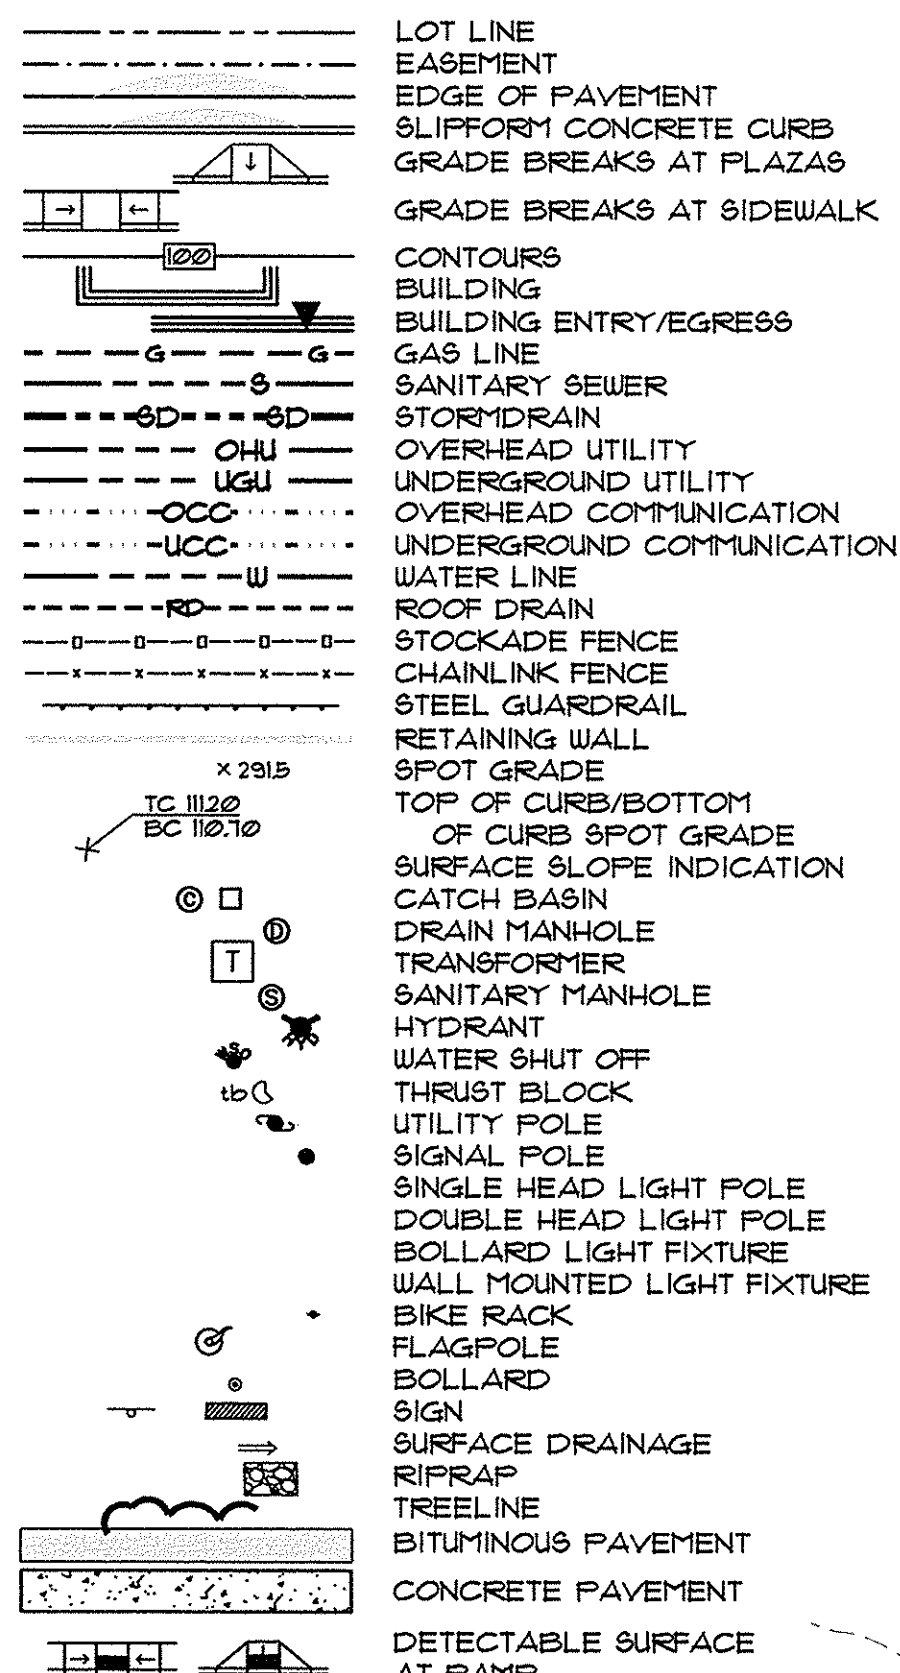 LOT LINE
EASEMENT
EDGE OF PAVEMENT
SLIPFORM CONCRETE CURB
GRADE BREAKS AT PLAZAS
GRADE BREAKS AT SIDEWALK
100 CONTOURS
BUILDING
BUILDING ENTRY/EGRESS
G G GAS LINE
S SANITARY SEWER
SD SD STORMDRAIN
OHU OVERHEAD UTILITY
UGU UNDERGROUND UTILITY
OCC OVERHEAD COMMUNICATION
UCC UNDERGROUND COMMUNICATION
W WATER LINE
RD ROOF DRAIN
STOCKADE FENCE
x x x x x CHAINLINK FENCE
STEEL GUARDRAIL
RETAINING WALL
x 291.5 SPOT GRADE
TC 111.20 TOP OF CURB/BOTTOM
BC 110.70 OF CURB SPOT GRADE
SURFACE SLOPE INDICATION
C CATCH BASIN
D DRAIN MANHOLE
T TRANSFORMER
S SANITARY MANHOLE
HYDRANT
WATER SHUT OFF
tb THRUST BLOCK
UTILITY POLE
SIGNAL POLE
SINGLE HEAD LIGHT POLE
DOUBLE HEAD LIGHT POLE
BOLLARD LIGHT FIXTURE
WALL MOUNTED LIGHT FIXTURE
BIKE RACK
FLAGPOLE
BOLLARD
SIGN
SURFACE DRAINAGE
RIPRAP
TREELINE
BITUMINOUS PAVEMENT
CONCRETE PAVEMENT
DETECTABLE SURFACE
AT RAMP